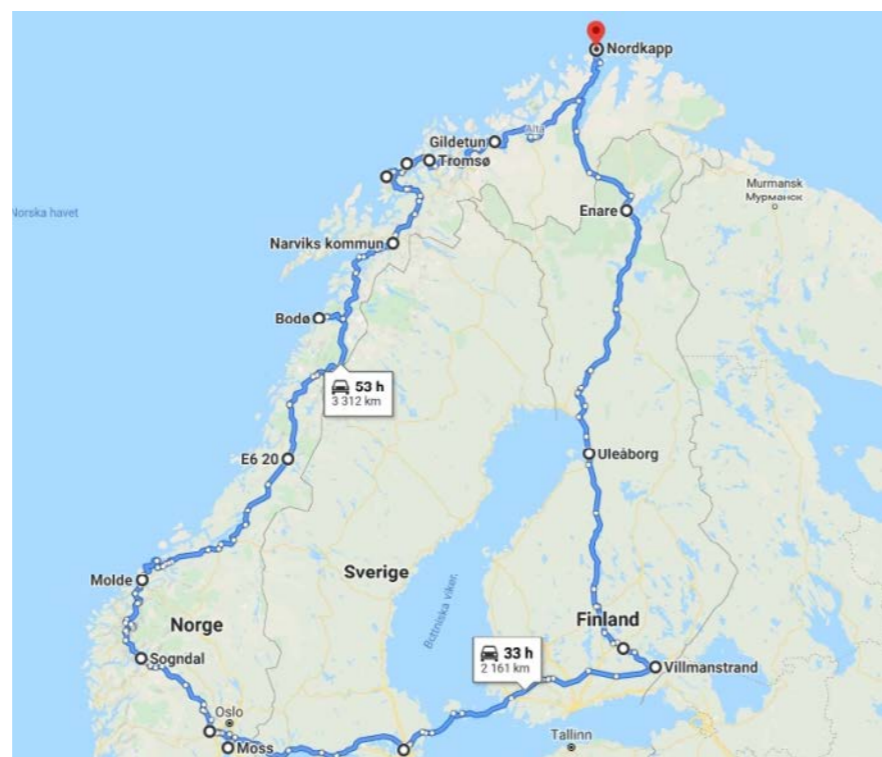 Nordkapp
Gildetun
Alta
Tromsø
Murmansk
Мурманск
Enare
Norska havet
Narviks kommun
Bodø
53 h
3 312 km
E6 20
Uleåborg
Molde
Sverige
Bottniska viken
Norge
Finland
33 h
2 161 km
Sogndal
Villmanstrand
Oslo
Moss
Tallinn